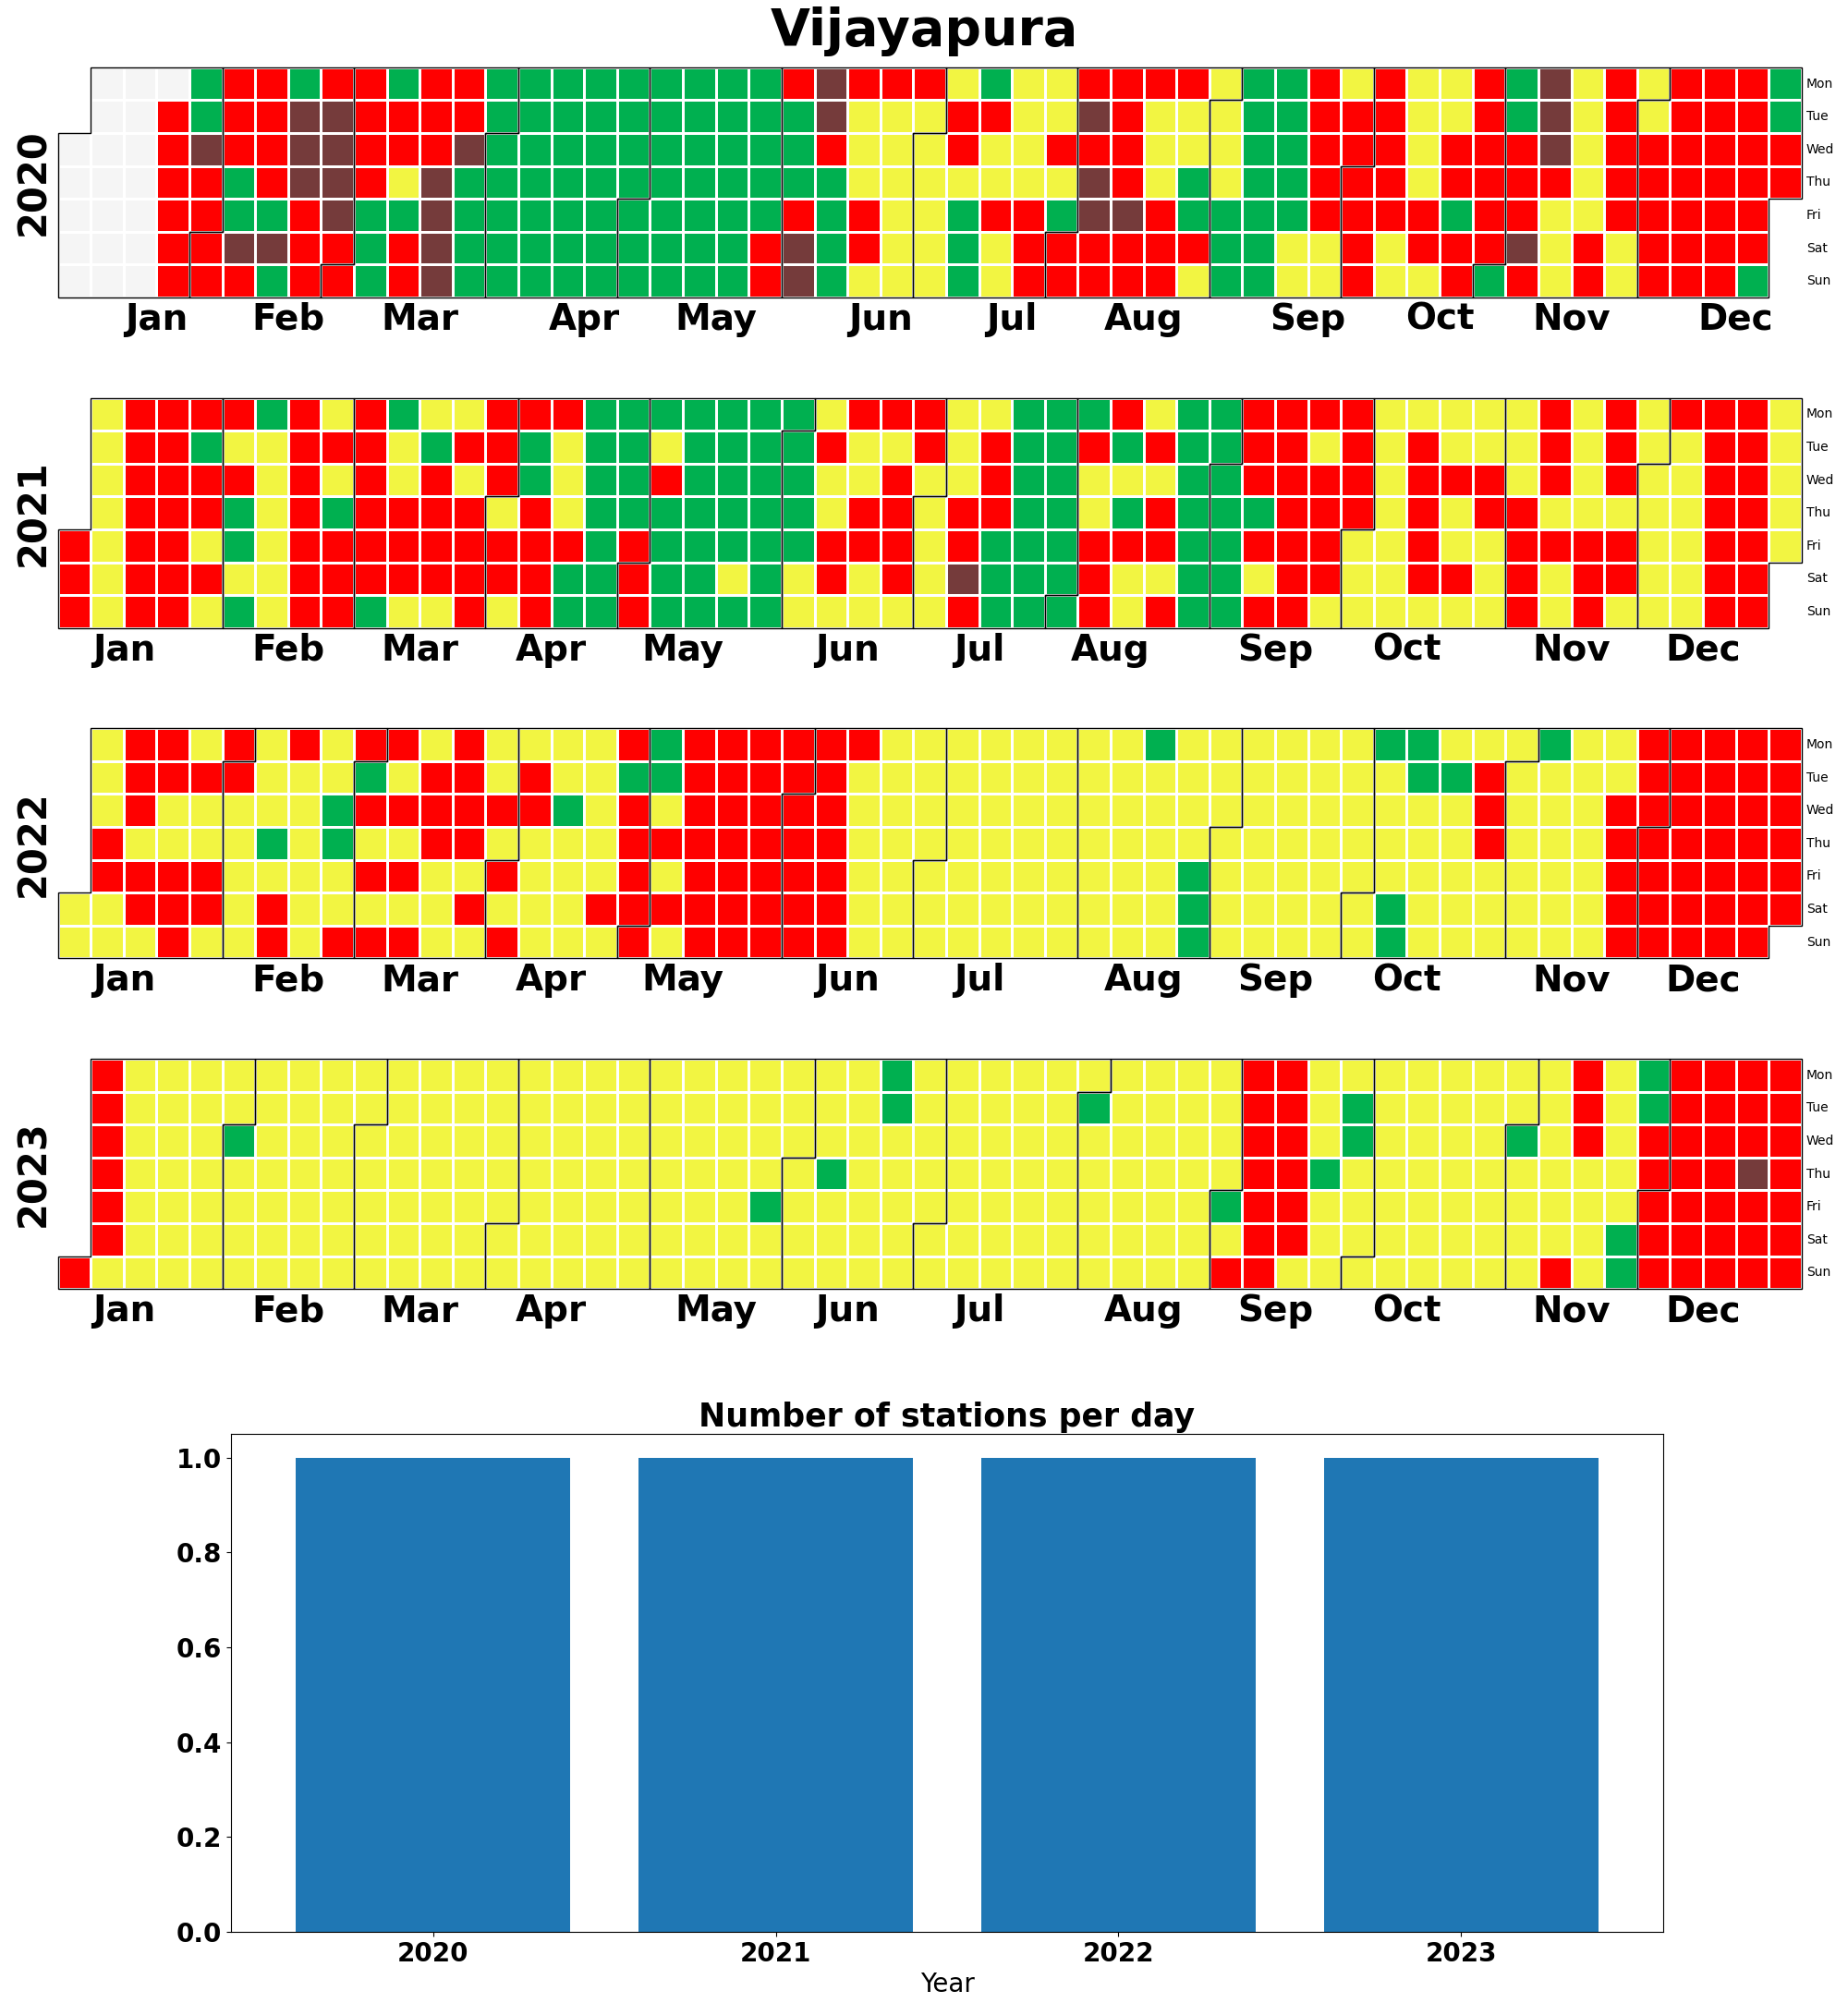 Vijayapura
2020
Mon
Tue
Wed
Thu
Fri
Sat
Sun
Jan Feb Mar Apr May Jun Jul Aug Sep Oct Nov Dec
2021
Mon
Tue
Wed
Thu
Fri
Sat
Sun
Jan Feb Mar Apr May Jun Jul Aug Sep Oct Nov Dec
2022
Mon
Tue
Wed
Thu
Fri
Sat
Sun
Jan Feb Mar Apr May Jun Jul Aug Sep Oct Nov Dec
2023
Mon
Tue
Wed
Thu
Fri
Sat
Sun
Jan Feb Mar Apr May Jun Jul Aug Sep Oct Nov Dec
Number of stations per day
1.0
0.8
0.6
0.4
0.2
0.0
2020 2021 2022 2023
Year